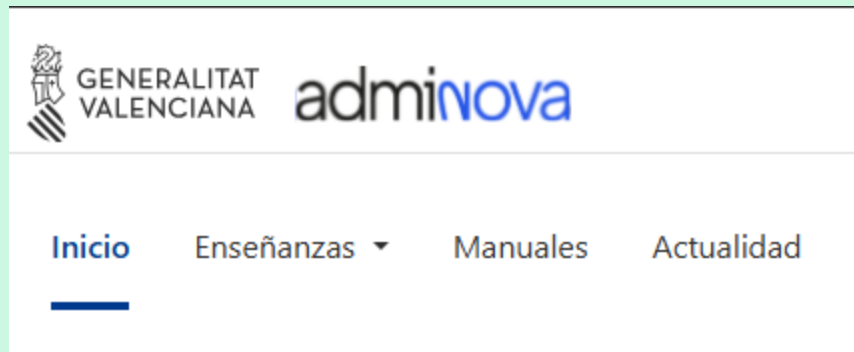 GENERALITAT
VALENCIANA
adminova
Inicio Enseñanzas Manuales Actualidad